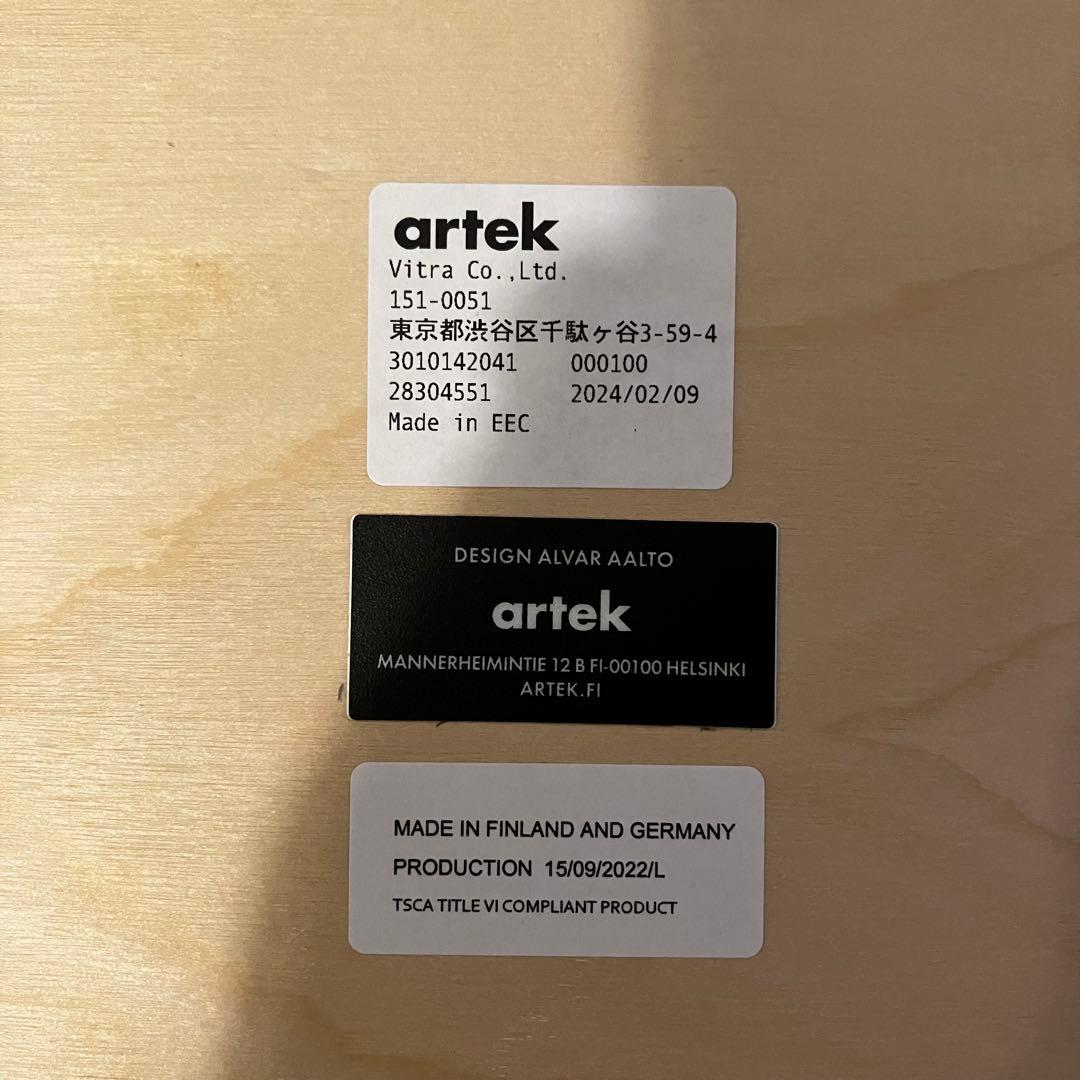 artek
Vitra Co.,Ltd.
151-0051
東京都渋谷区千駄ヶ谷3-59-4
3010142041 000100
28304551 2024/02/09
Made in EEC
DESIGN ALVAR AALTO
artek
MANNERHEIMINTIE 12 B FI-00100 HELSINKI
ARTEK.FI
MADE IN FINLAND AND GERMANY
PRODUCTION 15/09/2022/L
TSCA TITLE VI COMPLIANT PRODUCT